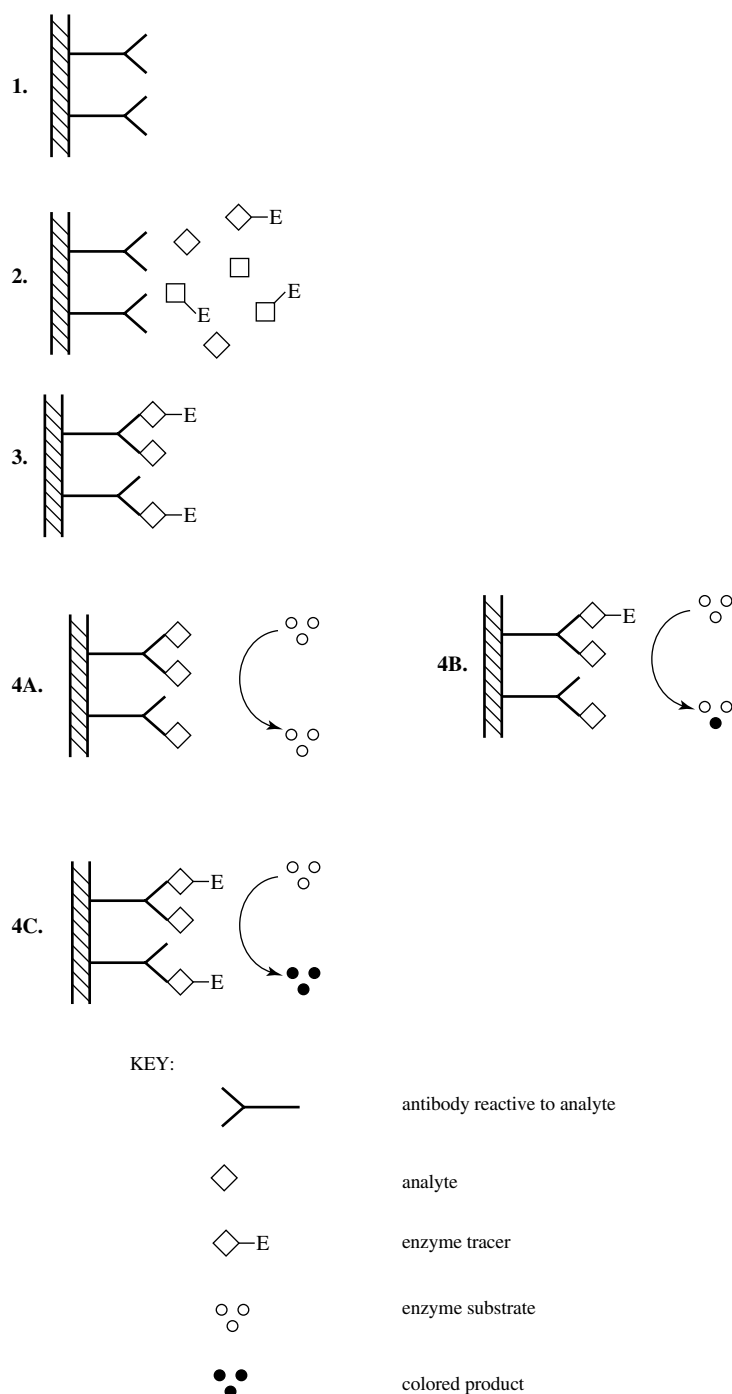 1.
2.
E
E
E
3.
E
E
4A.
4B.
E
4C.
E
E
KEY:
antibody reactive to analyte
analyte
E
enzyme tracer
enzyme substrate
colored product